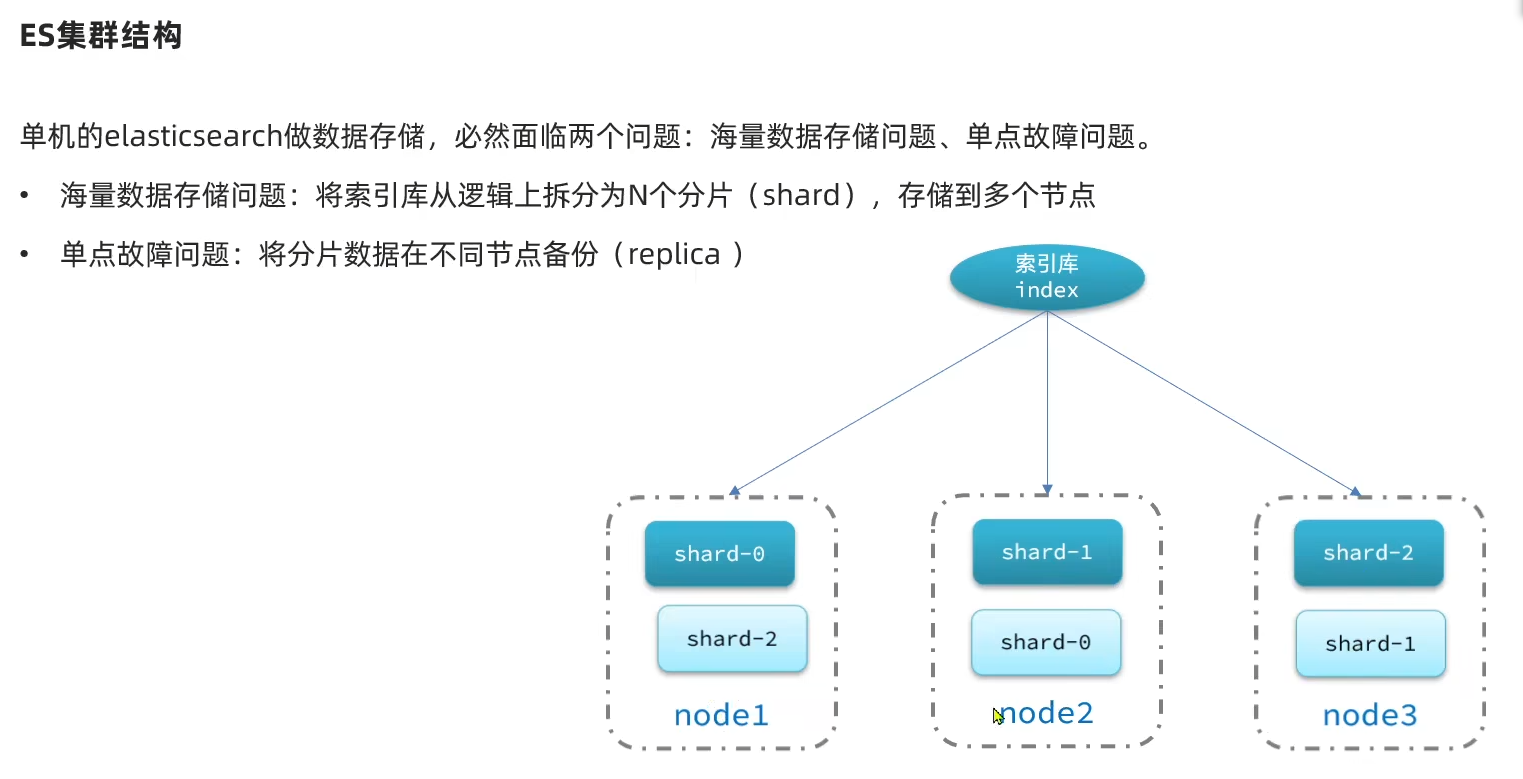 ES集群结构
单机的elasticsearch做数据存储，必然面临两个问题：海量数据存储问题、单点故障问题。
• 海量数据存储问题：将索引库从逻辑上拆分为N个分片（shard），存储到多个节点
• 单点故障问题：将分片数据在不同节点备份（replica ）
索引库
index
shard-0
shard-2
node1
shard-1
shard-0
node2
shard-2
shard-1
node3